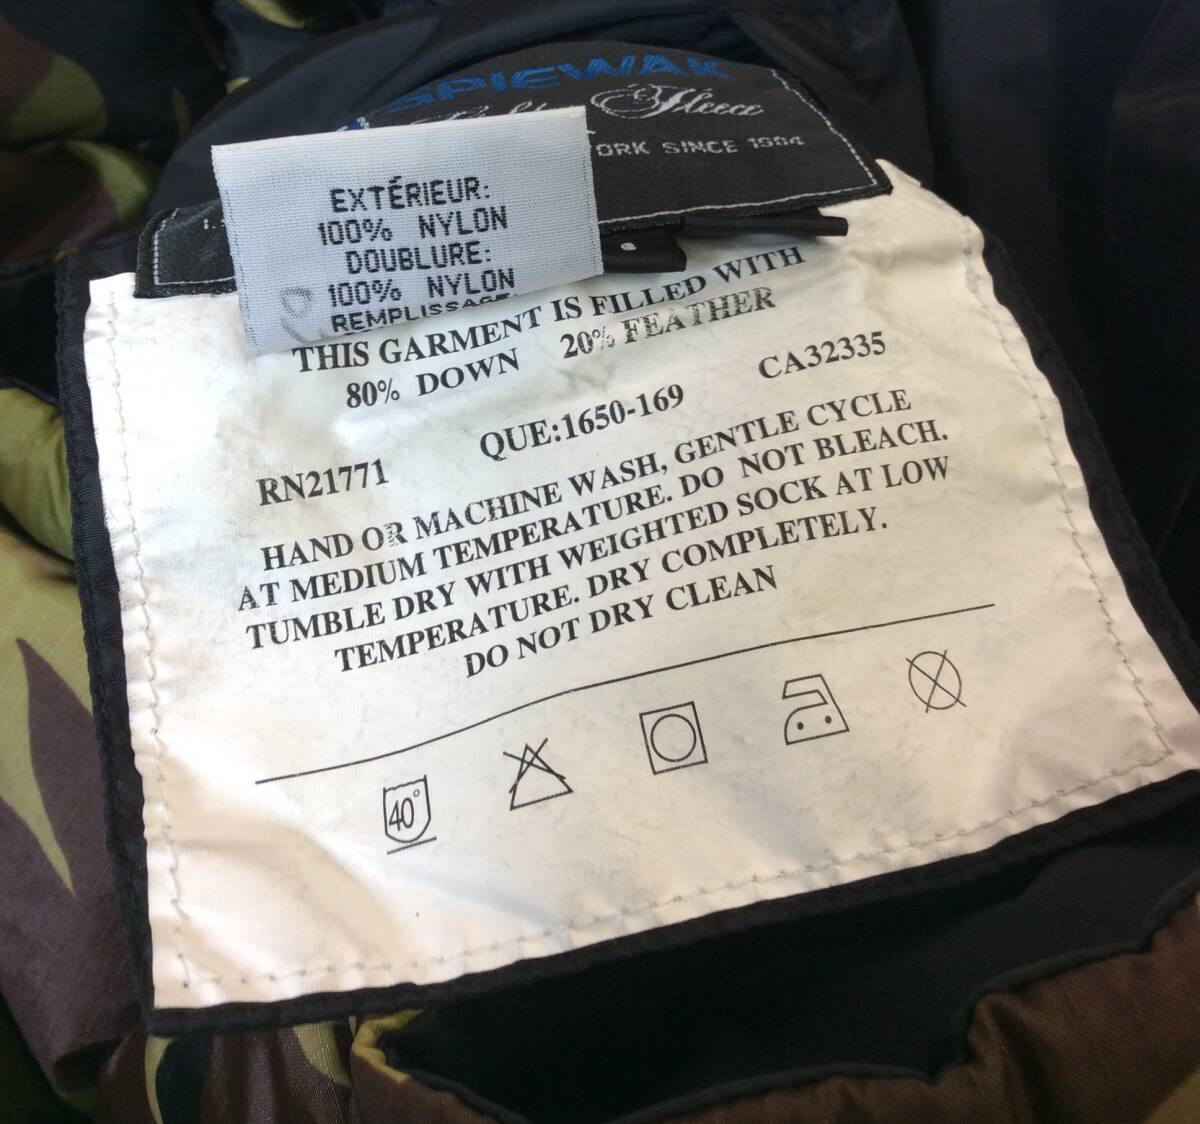 SPIEWAK
Golden Fleece
ORK SINCE 1904
EXTÉRIEUR:
100% NYLON
DOUBLURE:
100% NYLON
REMPLISSAGE
THIS GARMENT IS FILLED WITH
80% DOWN 20% FEATHER
RN21771 QUE:1650-169 CA32335
HAND OR MACHINE WASH, GENTLE CYCLE
AT MEDIUM TEMPERATURE. DO NOT BLEACH.
TUMBLE DRY WITH WEIGHTED SOCK AT LOW
TEMPERATURE. DRY COMPLETELY.
DO NOT DRY CLEAN
40°